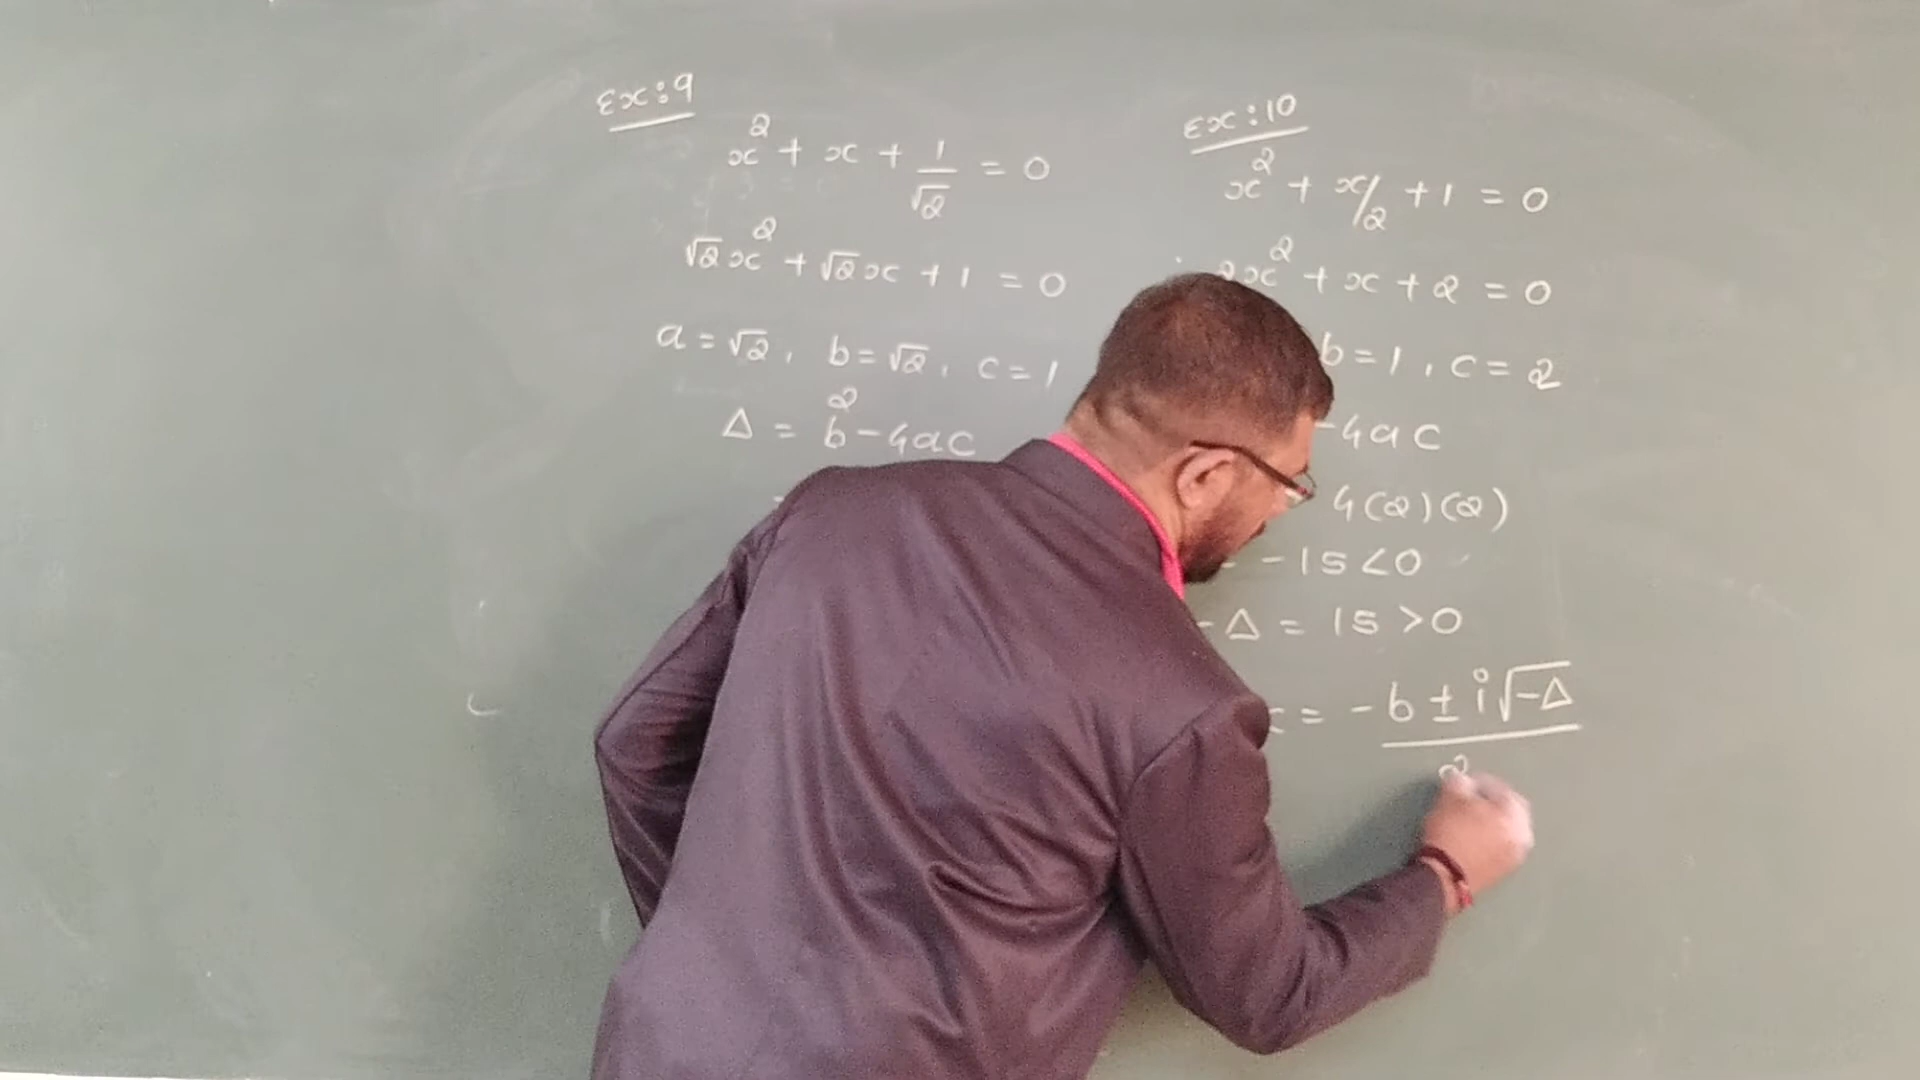 Ex:9
x² + x + 1/√2 = 0
√2x² + √2x + 1 = 0
a = √2, b = √2, c = 1
Δ = b² - 4ac
=
Ex:10
x² + x/2 + 1 = 0
2x² + x + 2 = 0
b = 1, c = 2
- 4ac
4(2)(2)
= -15 < 0
-Δ = 15 > 0
x = -b ± i√-Δ / 2